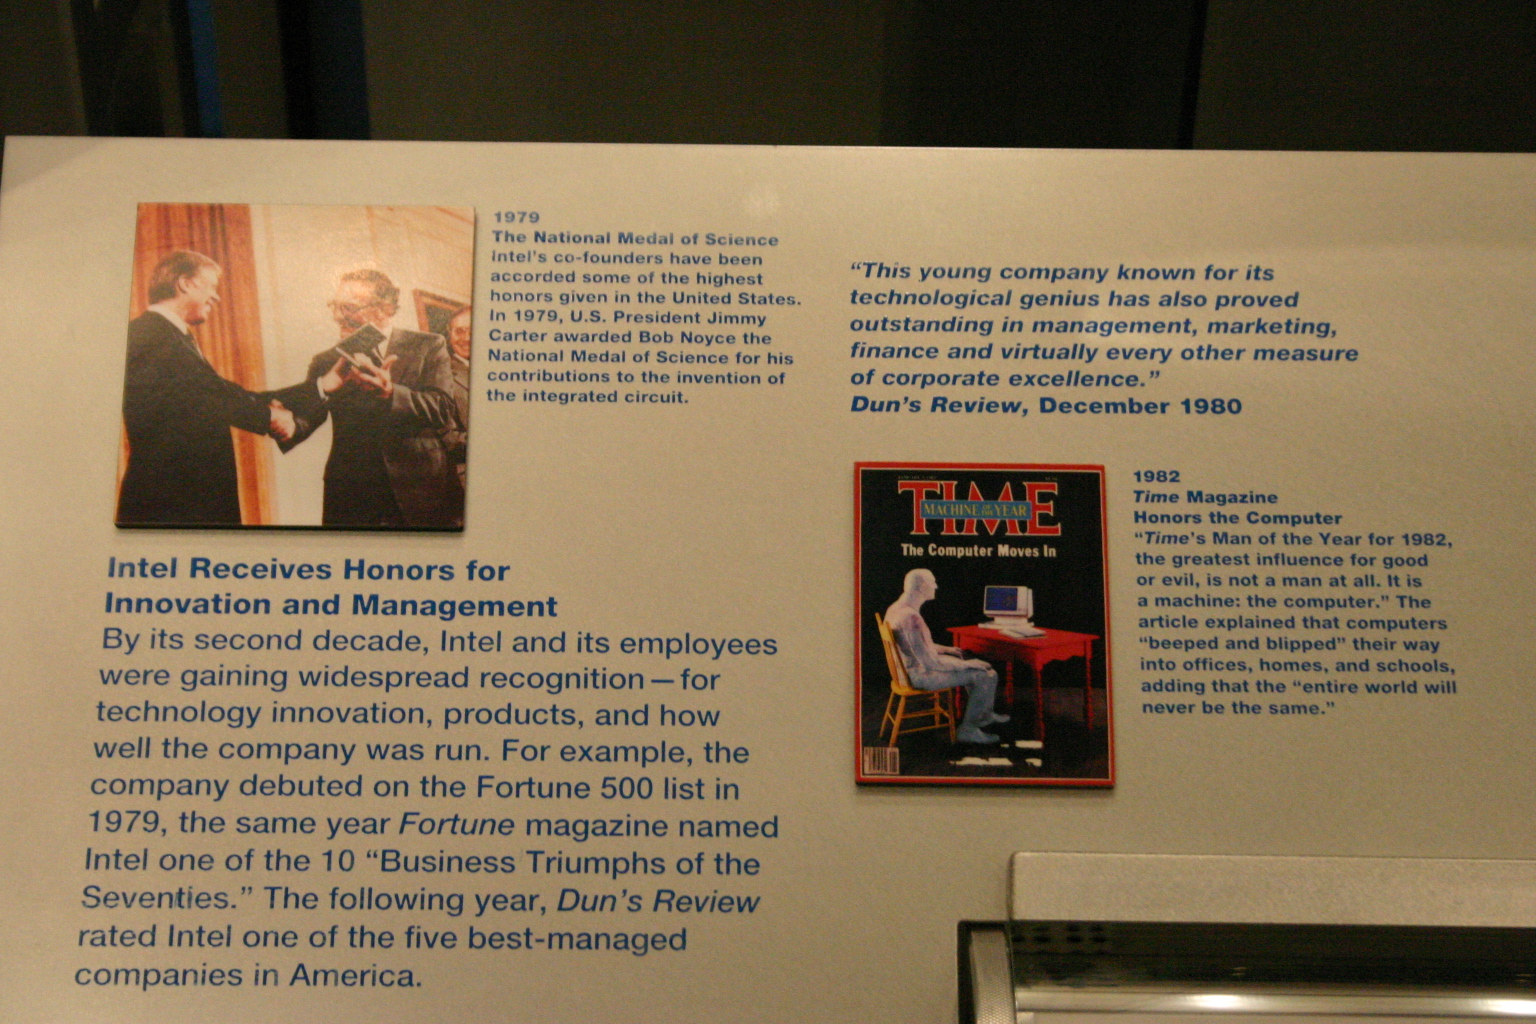 1979
The National Medal of Science
Intel's co-founders have been
accorded some of the highest
honors given in the United States.
In 1979, U.S. President Jimmy
Carter awarded Bob Noyce the
National Medal of Science for his
contributions to the invention of
the integrated circuit.
Intel Receives Honors for
Innovation and Management
By its second decade, Intel and its employees
were gaining widespread recognition—for
technology innovation, products, and how
well the company was run. For example, the
company debuted on the Fortune 500 list in
1979, the same year Fortune magazine named
Intel one of the 10 “Business Triumphs of the
Seventies.” The following year, Dun's Review
rated Intel one of the five best-managed
companies in America.
“This young company known for its
technological genius has also proved
outstanding in management, marketing,
finance and virtually every other measure
of corporate excellence.”
Dun's Review, December 1980
TIME
MACHINE OF THE YEAR
The Computer Moves In
1982
Time Magazine
Honors the Computer
“Time's Man of the Year for 1982,
the greatest influence for good
or evil, is not a man at all. It is
a machine: the computer.” The
article explained that computers
“beeped and blipped” their way
into offices, homes, and schools,
adding that the “entire world will
never be the same.”